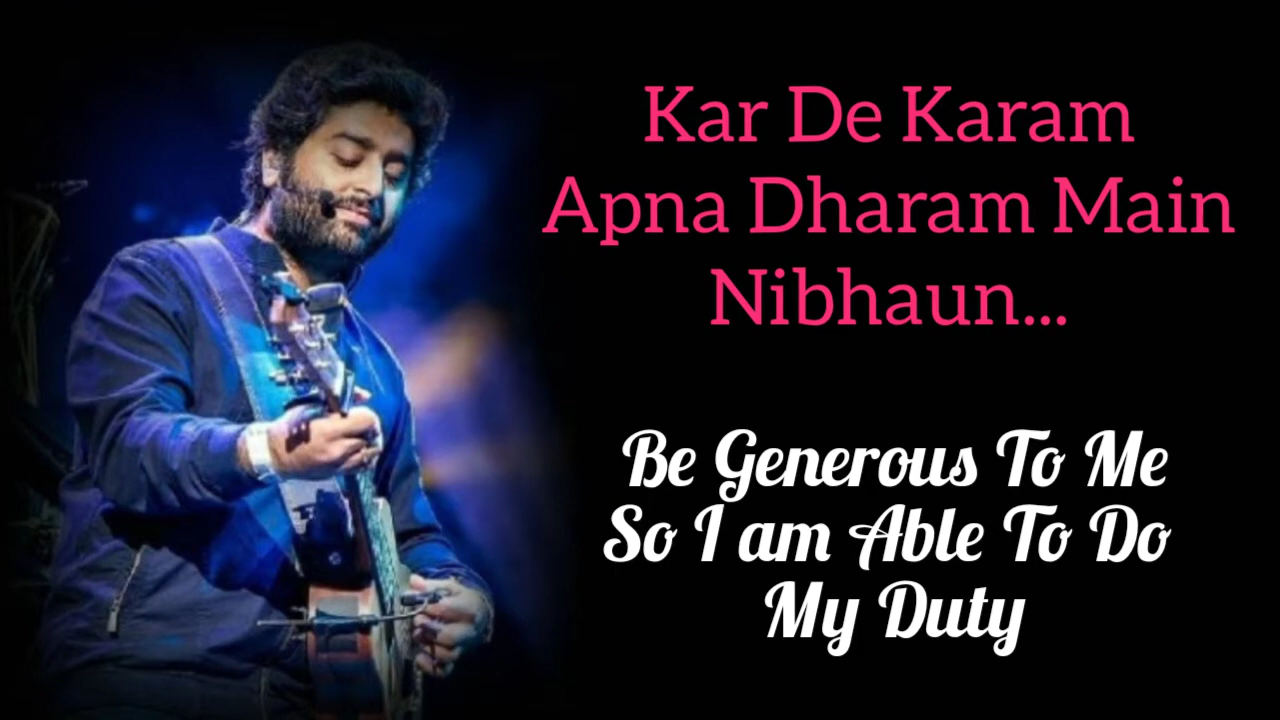 Kar De Karam
Apna Dharam Main
Nibhaun...
Be Generous To Me
So I am Able To Do
My Duty